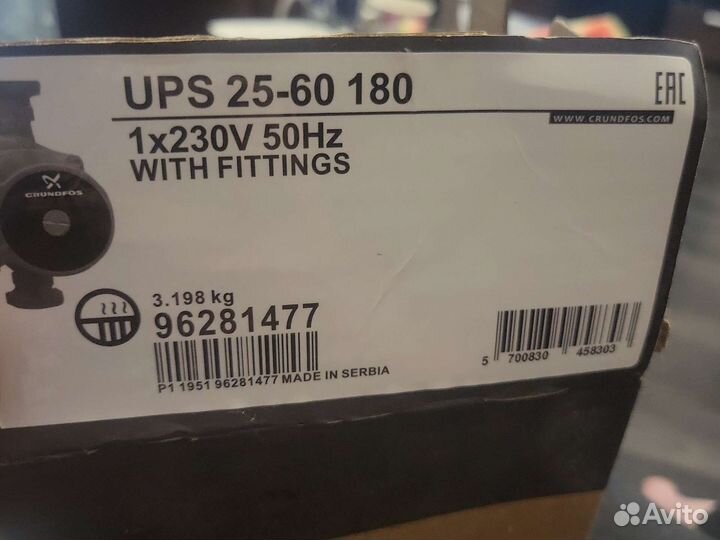 UPS 25-60 180
EAC
WWW.GRUNDFOS.COM
1x230V 50Hz
WITH FITTINGS
GRUNDFOS
3.198 kg
96281477
P1 1951 96281477 MADE IN SERBIA
5 700830 458303
Avito